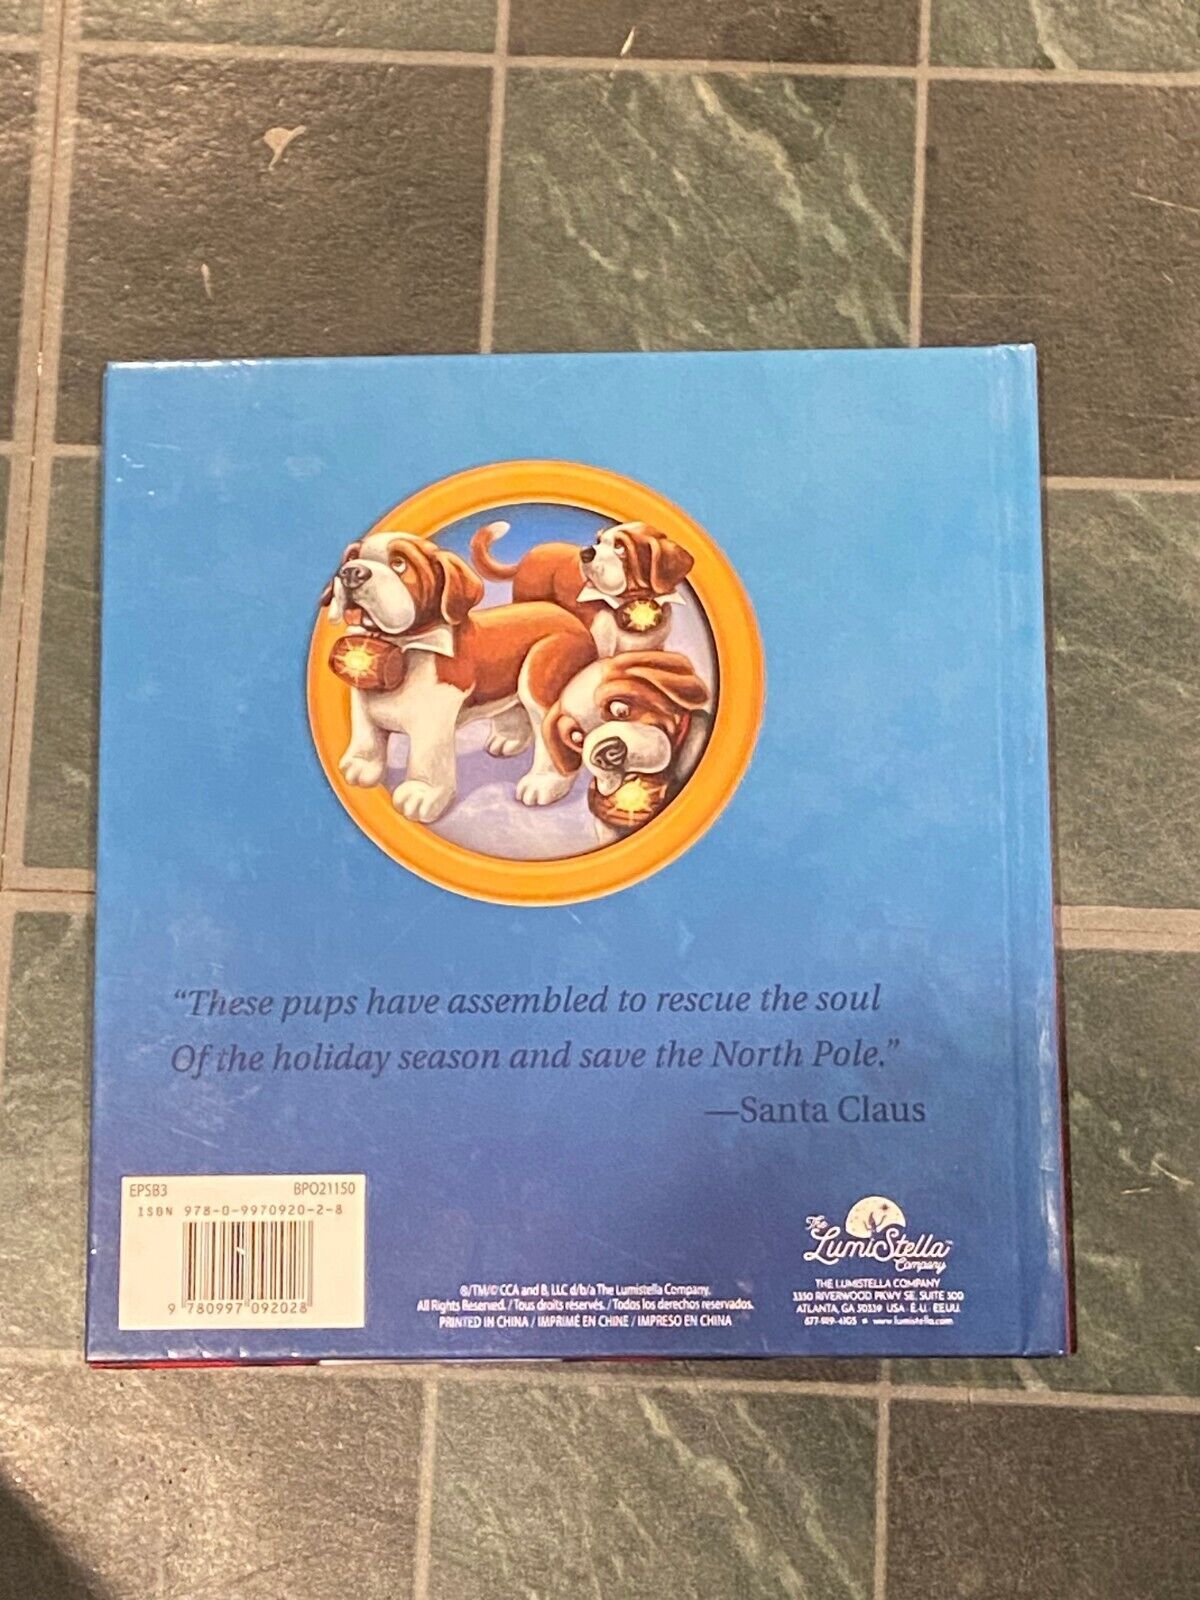 “These pups have assembled to rescue the soul
Of the holiday season and save the North Pole.”
—Santa Claus
EPSB3 BPO21150
ISBN 978-0-9970920-2-8
9 780997 092028
®/TM/© CCA and B, LLC d/b/a The Lumistella Company.
All Rights Reserved. / Tous droits réservés. / Todos los derechos reservados.
PRINTED IN CHINA / IMPRIMÉ EN CHINE / IMPRESO EN CHINA
The
LumiStella™
Company
THE LUMISTELLA COMPANY
3350 RIVERWOOD PKWY SE, SUITE 300
ATLANTA, GA 30339 USA É.-U. EE.UU.
877-919-4105 • www.lumistella.com